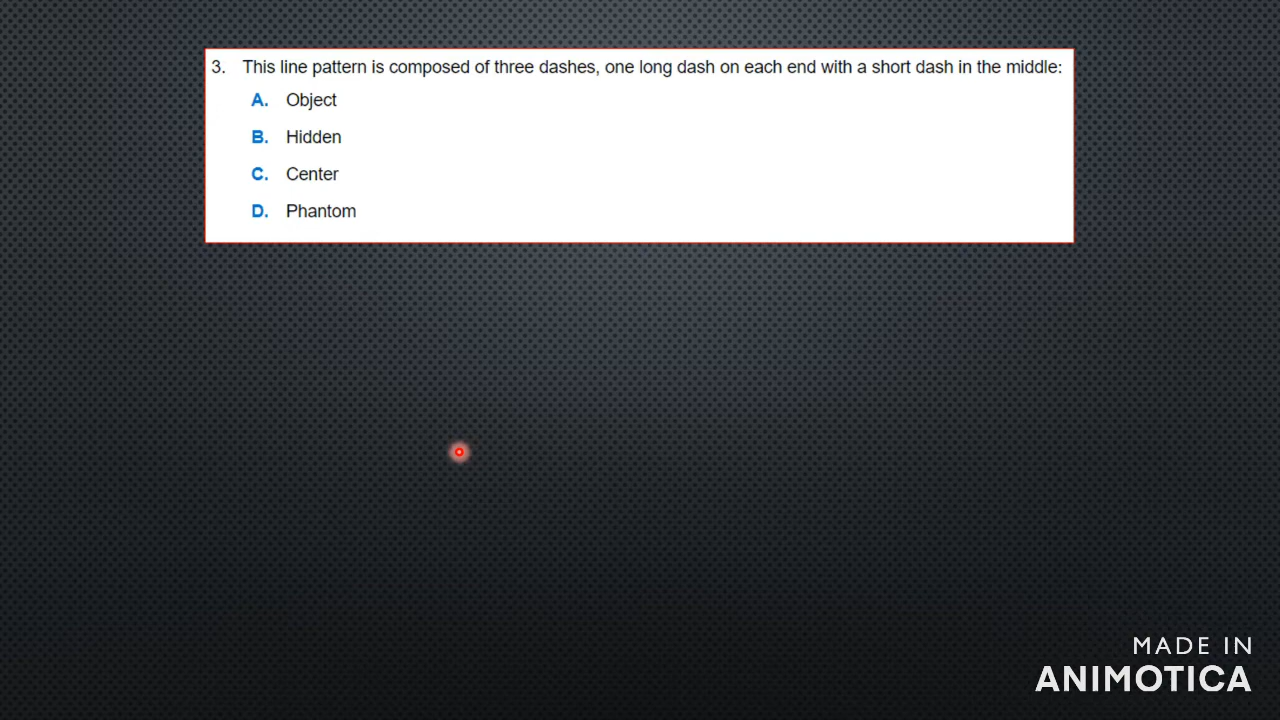 3. This line pattern is composed of three dashes, one long dash on each end with a short dash in the middle:
A. Object
B. Hidden
C. Center
D. Phantom
MADE IN
ANIMOTICA